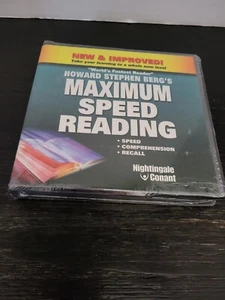 NEW & IMPROVED!
Take your learning to a whole new level
"World's Fastest Reader"
HOWARD STEPHEN BERG'S
MAXIMUM
SPEED
READING
• SPEED
• COMPREHENSION
• RECALL
Nightingale
Conant